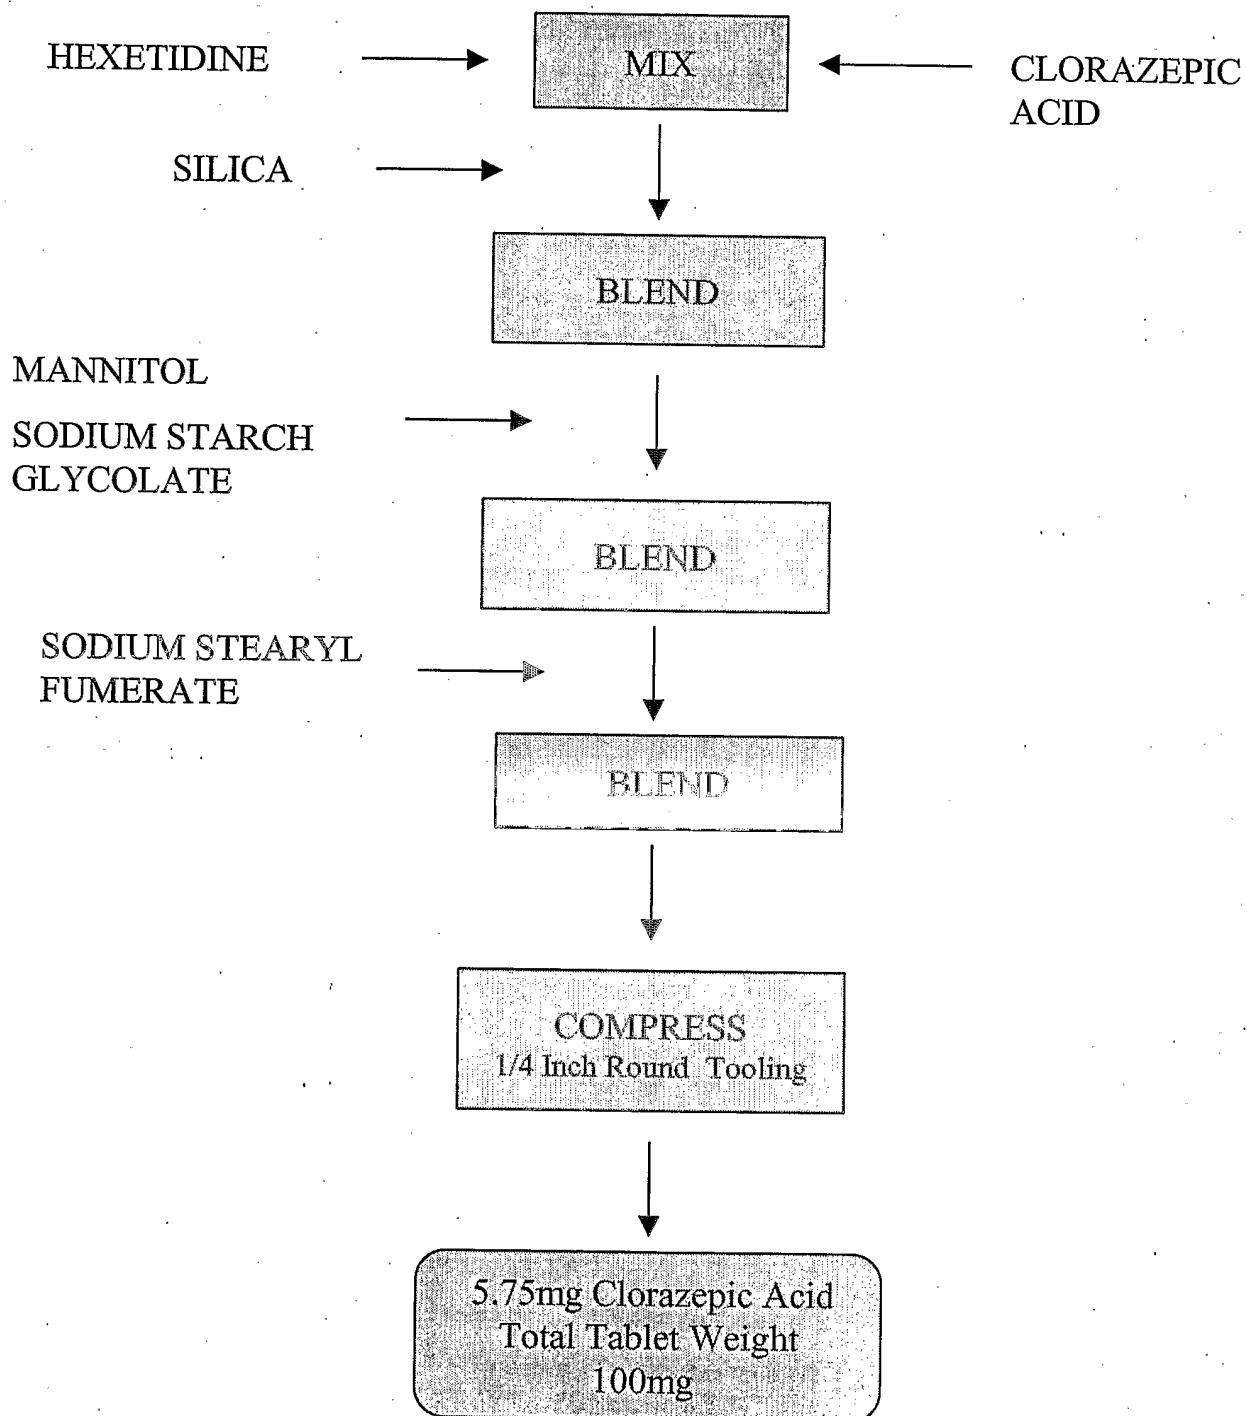 HEXETIDINE
MIX
CLORAZEPIC
ACID
SILICA
BLEND
MANNITOL
SODIUM STARCH
GLYCOLATE
BLEND
SODIUM STEARYL
FUMERATE
BLEND
COMPRESS
1/4 Inch Round Tooling
5.75mg Clorazepic Acid
Total Tablet Weight
100mg